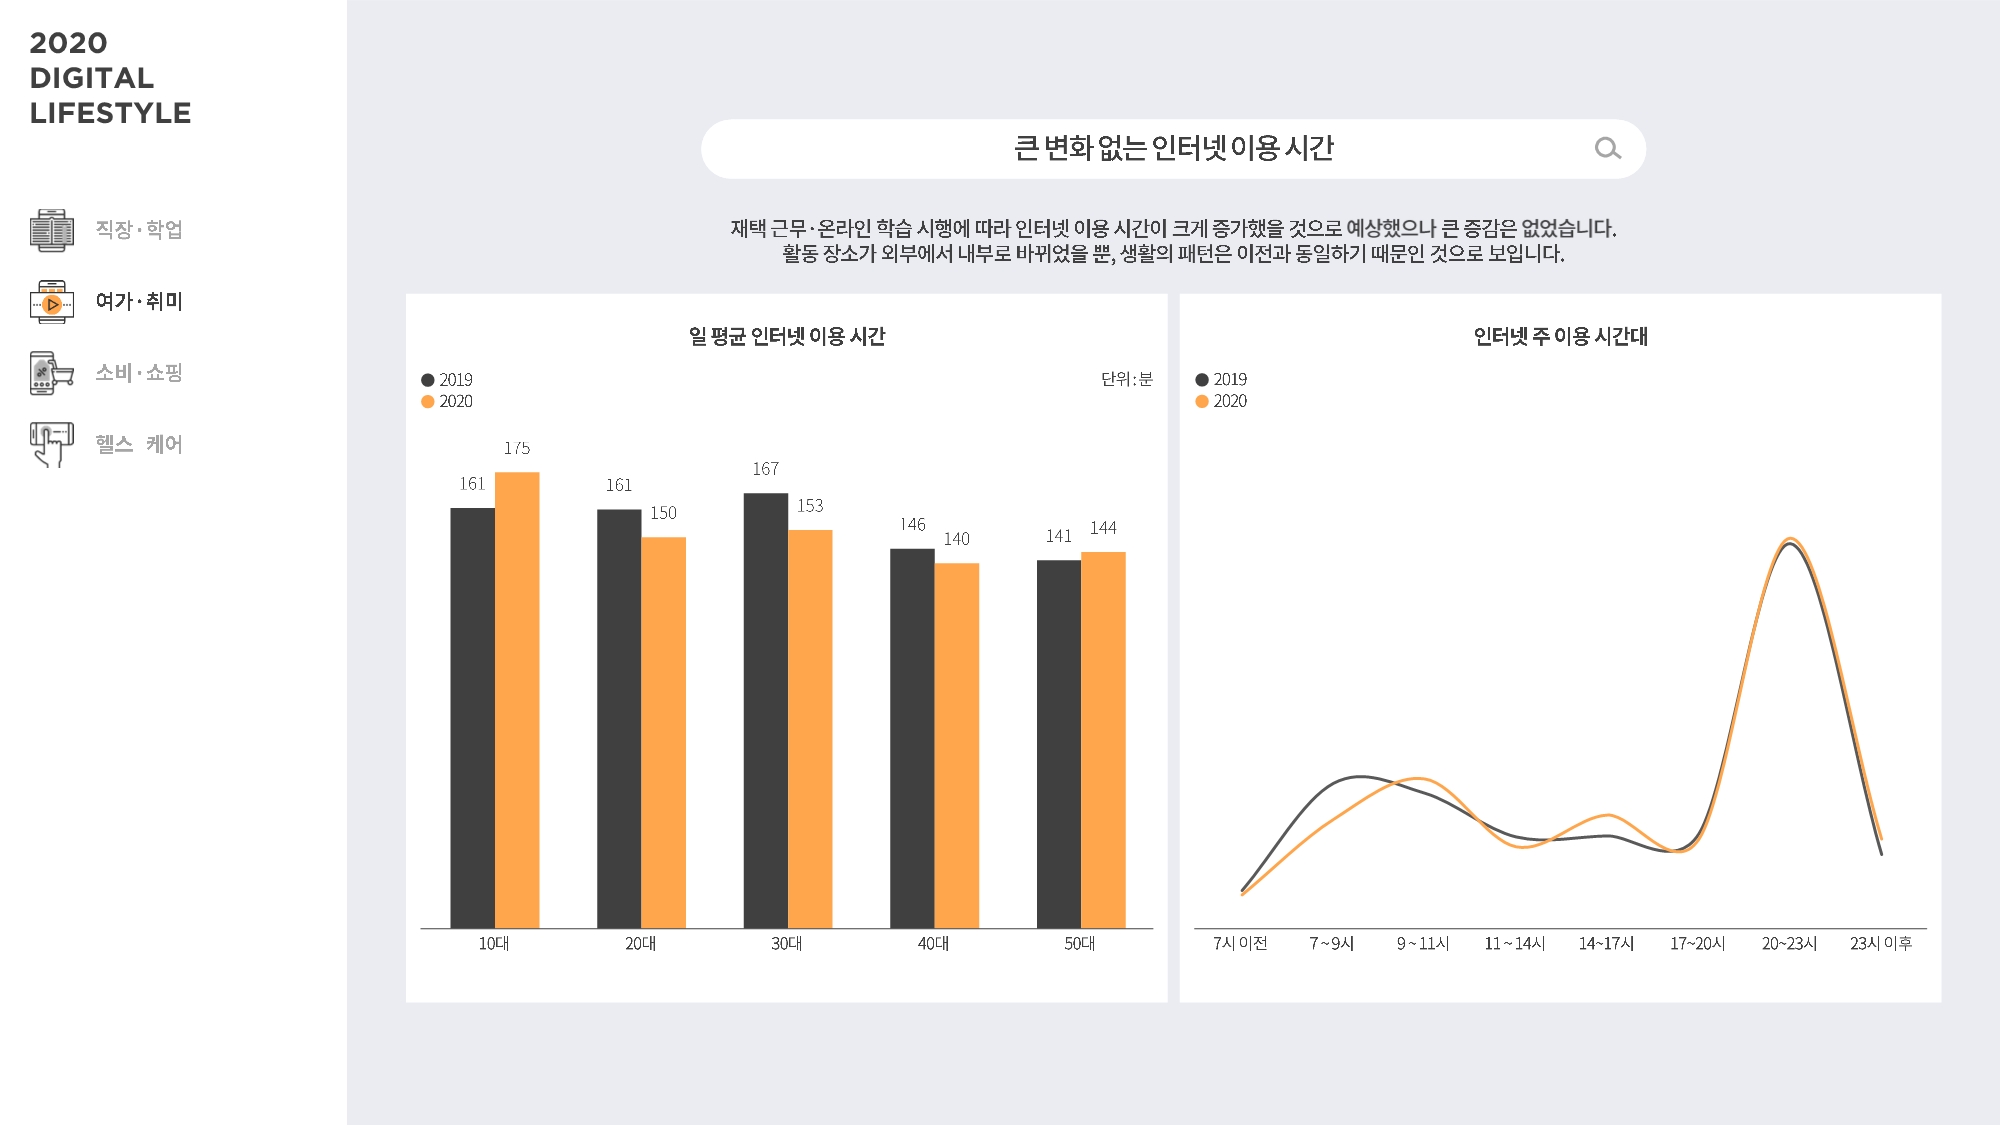 2020
DIGITAL
LIFESTYLE
직장·학업
여가·취미
소비·쇼핑
헬스 케어
큰 변화 없는 인터넷 이용 시간
재택 근무·온라인 학습 시행에 따라 인터넷 이용 시간이 크게 증가했을 것으로 예상했으나 큰 증감은 없었습니다.
활동 장소가 외부에서 내부로 바뀌었을 뿐, 생활의 패턴은 이전과 동일하기 때문인 것으로 보입니다.
일 평균 인터넷 이용 시간
2019
2020
단위:분
161
175
161
150
167
153
146
140
141
144
10대
20대
30대
40대
50대
인터넷 주 이용 시간대
2019
2020
7시 이전
7~9시
9~11시
11~14시
14~17시
17~20시
20~23시
23시 이후